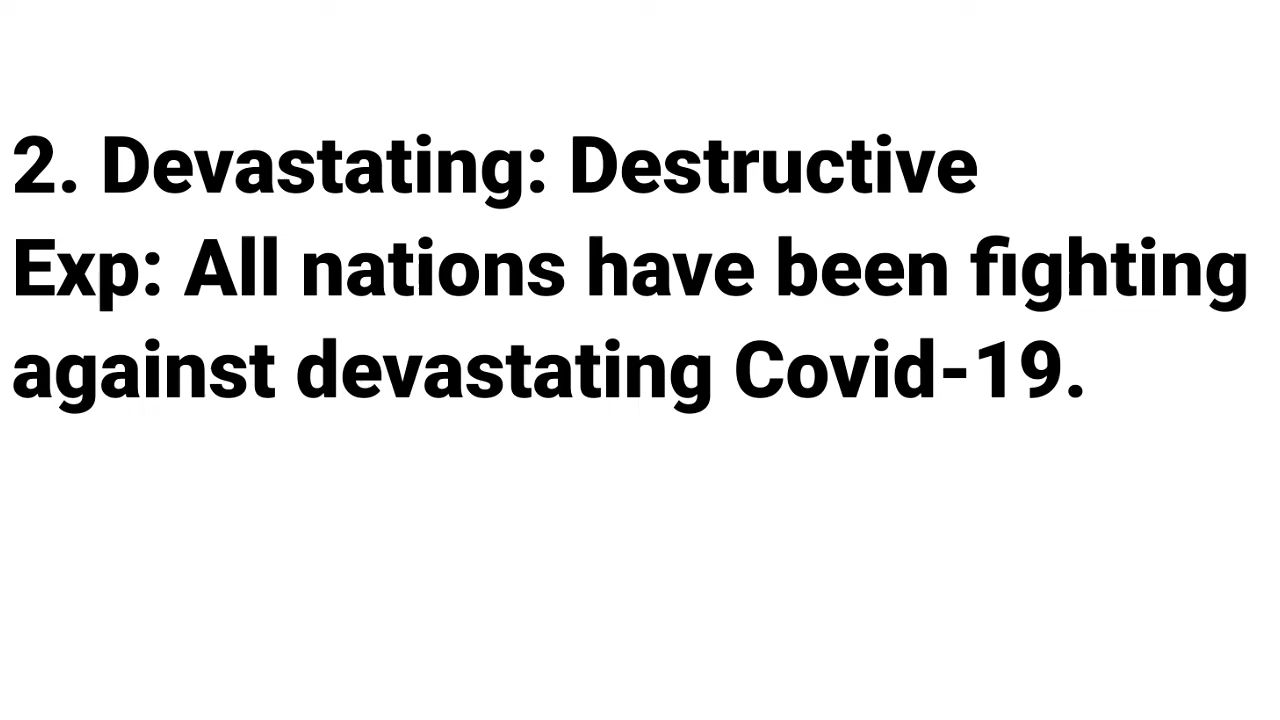 2. Devastating: Destructive
Exp: All nations have been fighting
against devastating Covid-19.